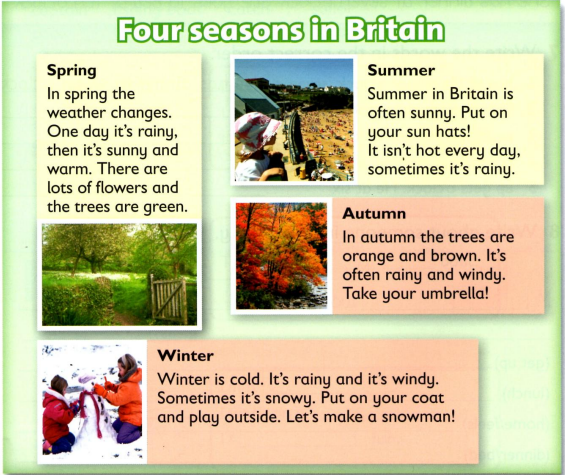 Four seasons in Britain
Spring
In spring the
weather changes.
One day it's rainy,
then it's sunny and
warm. There are
lots of flowers and
the trees are green.
Summer
Summer in Britain is
often sunny. Put on
your sun hats!
It isn't hot every day,
sometimes it's rainy.
Autumn
In autumn the trees are
orange and brown. It's
often rainy and windy.
Take your umbrella!
Winter
Winter is cold. It's rainy and it's windy.
Sometimes it's snowy. Put on your coat
and play outside. Let's make a snowman!